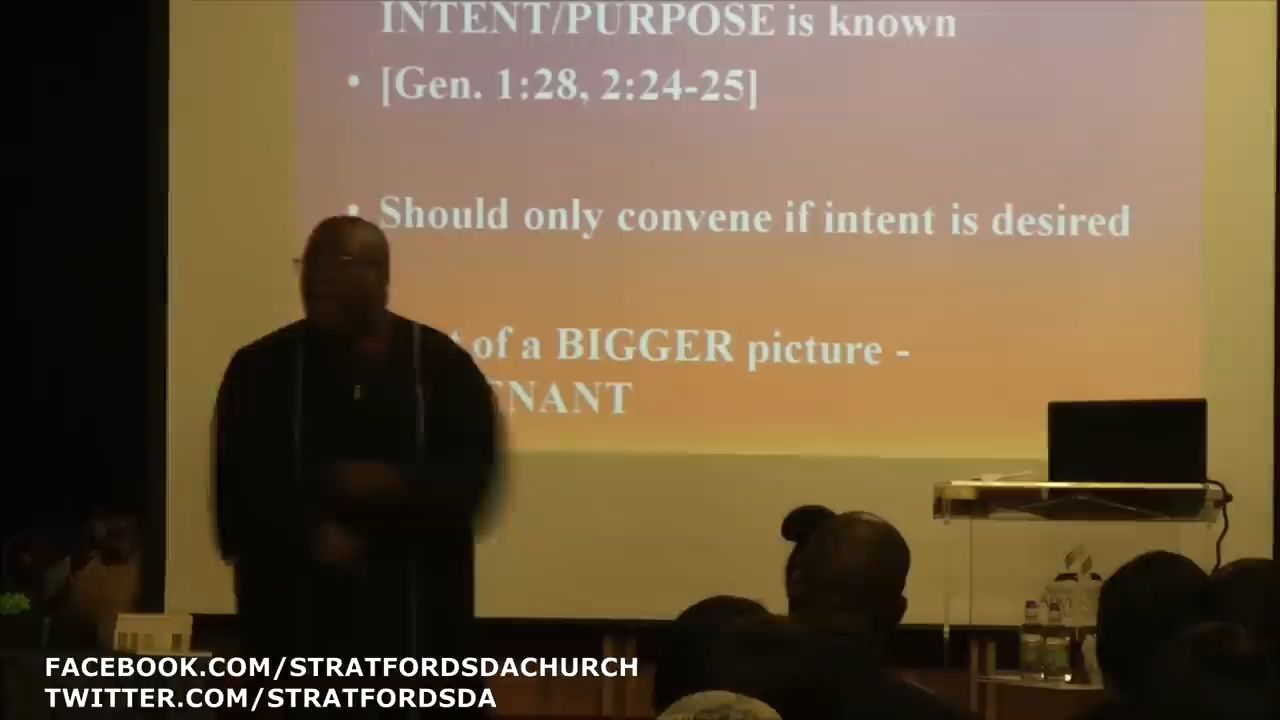 INTENT/PURPOSE is known
• [Gen. 1:28, 2:24-25]
• Should only convene if intent is desired
of a BIGGER picture -
NANT
FACEBOOK.COM/STRATFORDSDACHURCH
TWITTER.COM/STRATFORDSDA